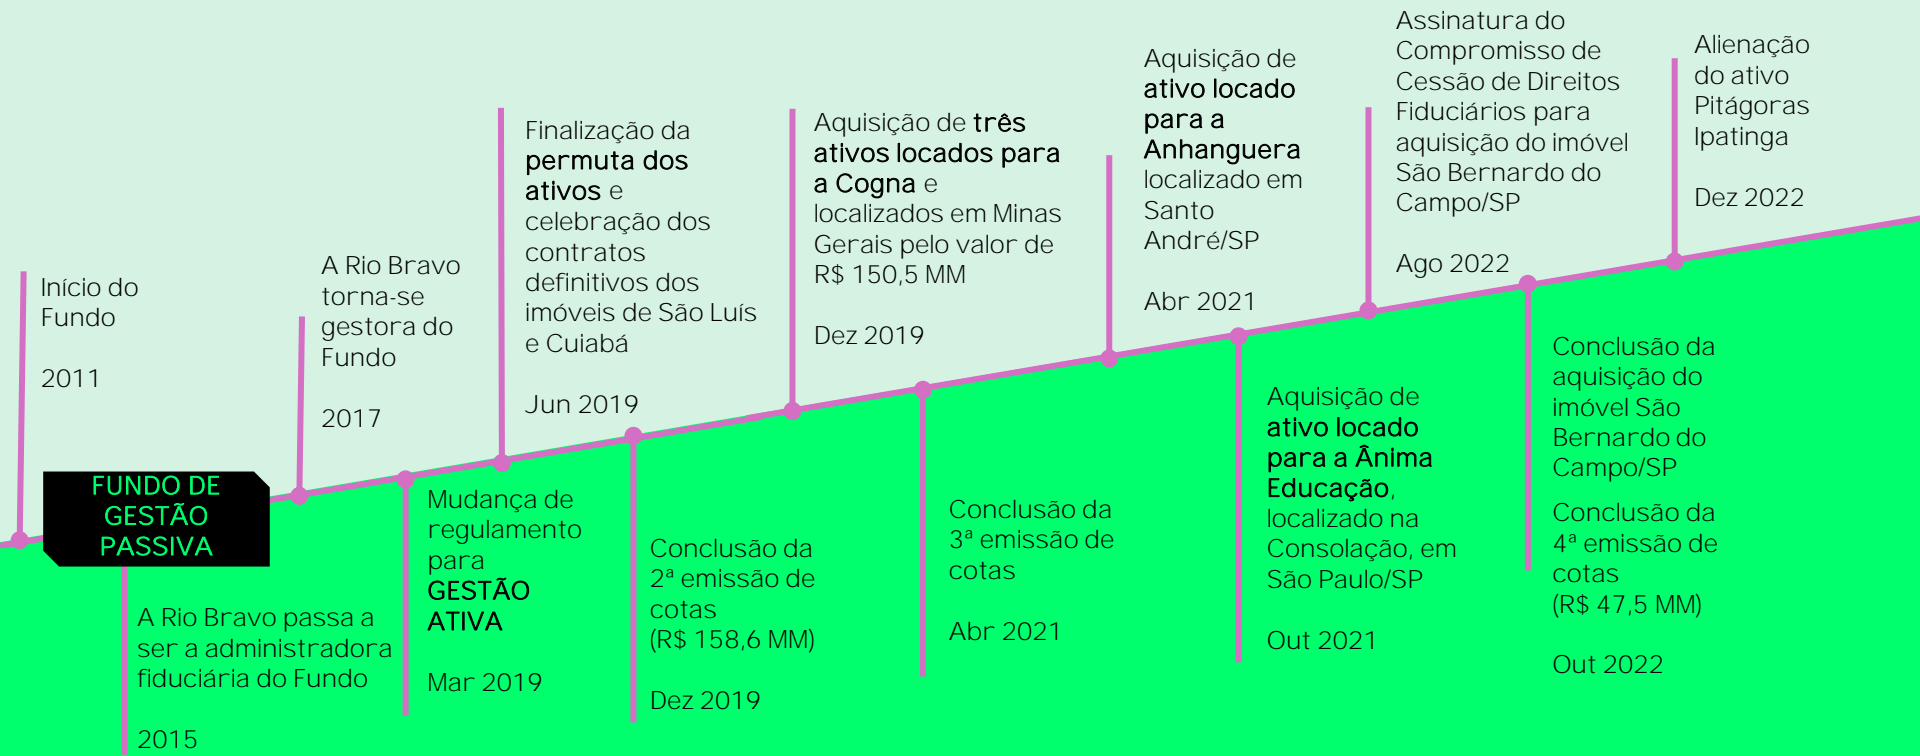 Início do
Fundo
2011
FUNDO DE
GESTÃO
PASSIVA
A Rio Bravo passa a
ser a administradora
fiduciária do Fundo
2015
A Rio Bravo
torna-se
gestora do
Fundo
2017
Mudança de
regulamento
para
GESTÃO
ATIVA
Mar 2019
Finalização da
permuta dos
ativos e
celebração dos
contratos
definitivos dos
imóveis de São Luís
e Cuiabá
Jun 2019
Conclusão da
2ª emissão de
cotas
(R$ 158,6 MM)
Dez 2019
Aquisição de três
ativos locados para
a Cogna e
localizados em Minas
Gerais pelo valor de
R$ 150,5 MM
Dez 2019
Conclusão da
3ª emissão de
cotas
Abr 2021
Aquisição de
ativo locado
para a
Anhanguera
localizado em
Santo
André/SP
Abr 2021
Aquisição de
ativo locado
para a Ânima
Educação,
localizado na
Consolação, em
São Paulo/SP
Out 2021
Assinatura do
Compromisso de
Cessão de Direitos
Fiduciários para
aquisição do imóvel
São Bernardo do
Campo/SP
Ago 2022
Conclusão da
aquisição do
imóvel São
Bernardo do
Campo/SP
Conclusão da
4ª emissão de
cotas
(R$ 47,5 MM)
Out 2022
Alienação
do ativo
Pitágoras
Ipatinga
Dez 2022